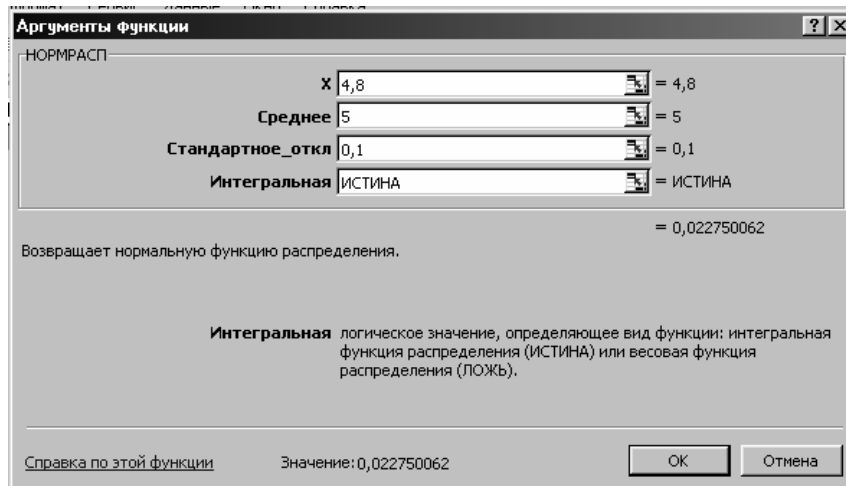 Аргументы функции
НОРМРАСП
X 4,8 = 4,8
Среднее 5 = 5
Стандартное_откл 0,1 = 0,1
Интегральная ИСТИНА = ИСТИНА
= 0,022750062
Возвращает нормальную функцию распределения.
Интегральная логическое значение, определяющее вид функции: интегральная
функция распределения (ИСТИНА) или весовая функция
распределения (ЛОЖЬ).
Справка по этой функции Значение:0,022750062 OK Отмена